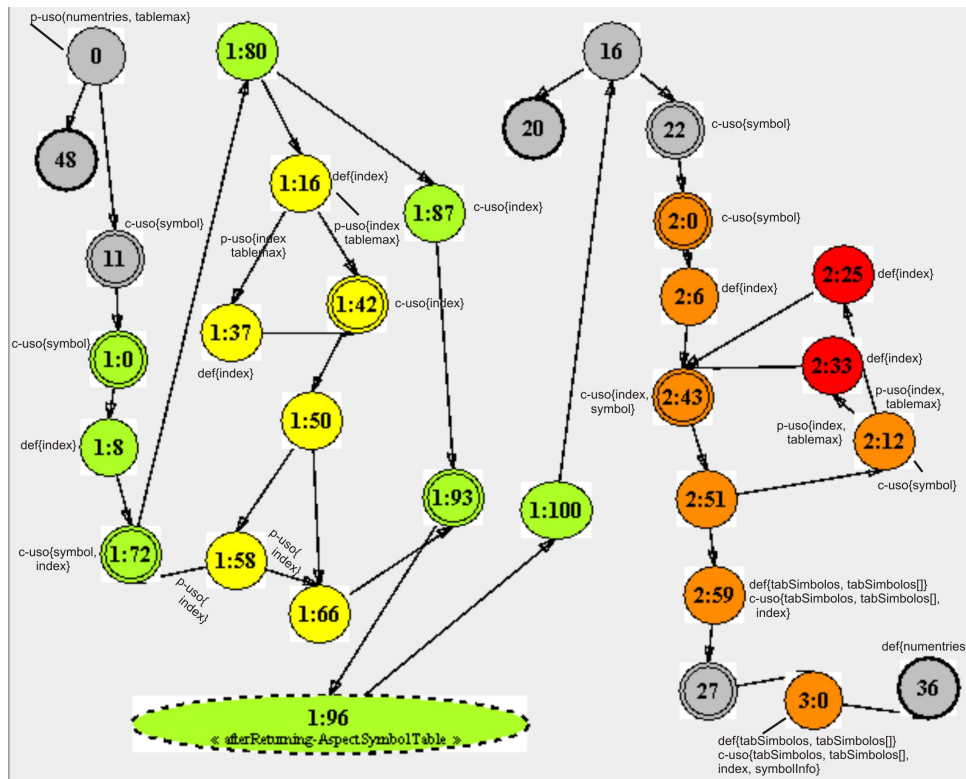 p-uso(numentries, tablemax}
0
48
c-uso{symbol}
11
c-uso{symbol}
1:0
def{index}
1:8
c-uso{symbol,
index}
1:72
1:80
1:16
def{index}
p-uso{index
tablemax}
p-uso{index
tablemax}
1:37
def{index}
1:42
c-uso{index}
1:50
1:58
p-uso{
index}
p-uso{
index}
1:66
1:87
c-uso{index}
1:93
1:96
« afterReturning-AspectSymbolTable »
1:100
16
20
22
c-uso{symbol}
2:0
c-uso{symbol}
2:6
def{index}
c-uso{index,
symbol}
2:43
2:25
def{index}
2:33
def{index}
p-uso{index,
tablemax}
p-uso{index,
tablemax}
2:12
c-uso{symbol}
2:51
2:59
def{tabSimbolos, tabSimbolos[]}
c-uso{tabSimbolos, tabSimbolos[],
index}
27
3:0
def{tabSimbolos, tabSimbolos[]}
c-uso{tabSimbolos, tabSimbolos[],
index, symbolInfo}
def{numentries
36